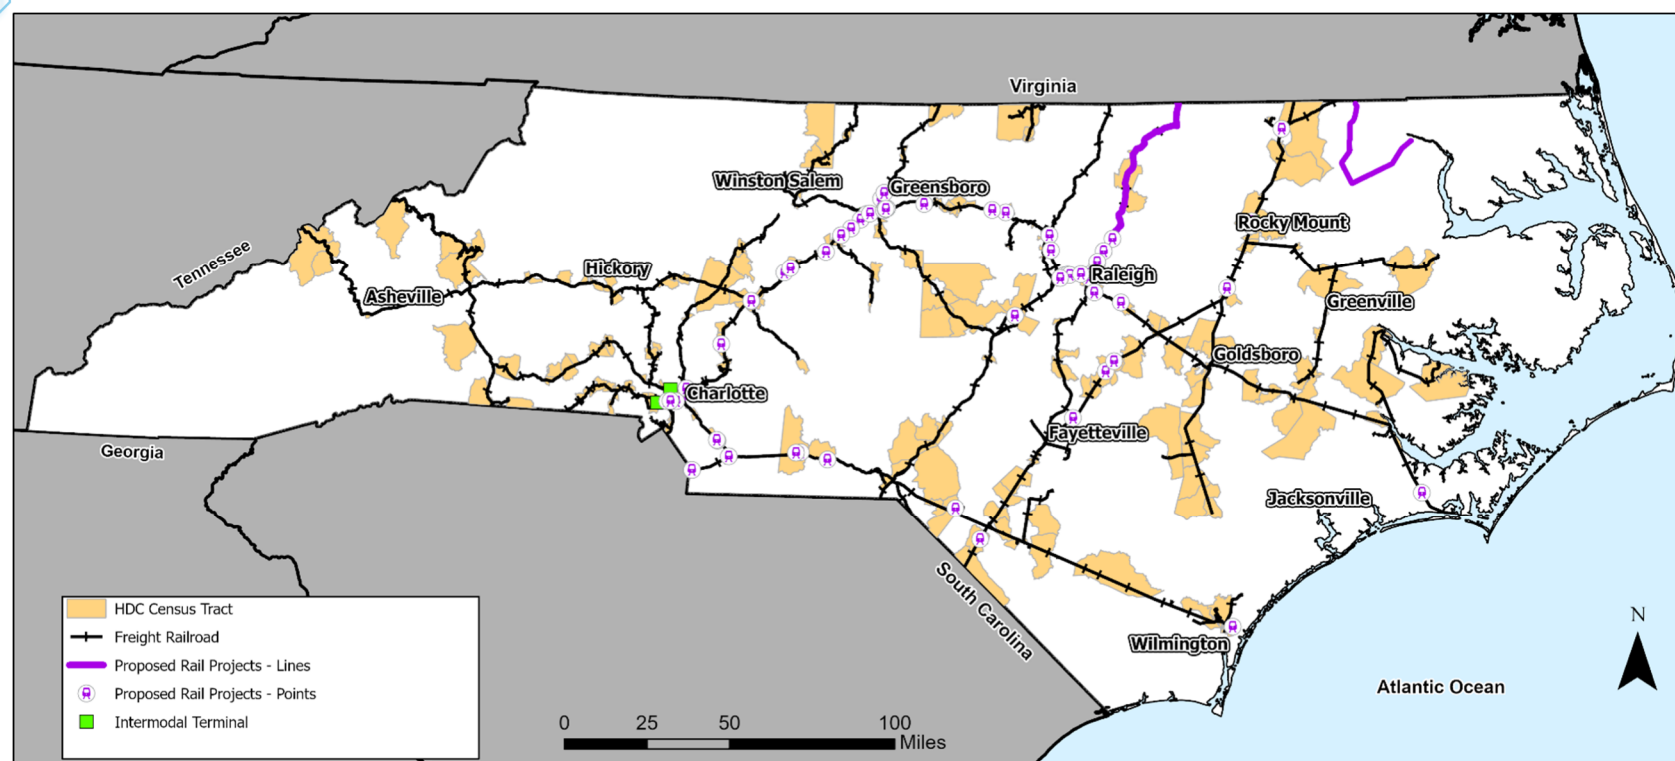 Virginia
Winston Salem
Greensboro
Rocky Mount
Tennessee
Hickory
Raleigh
Asheville
Greenville
Goldsboro
Charlotte
Fayetteville
Georgia
Jacksonville
South Carolina
Wilmington
Atlantic Ocean
N
HDC Census Tract
Freight Railroad
Proposed Rail Projects - Lines
Proposed Rail Projects - Points
Intermodal Terminal
0 25 50 100
Miles